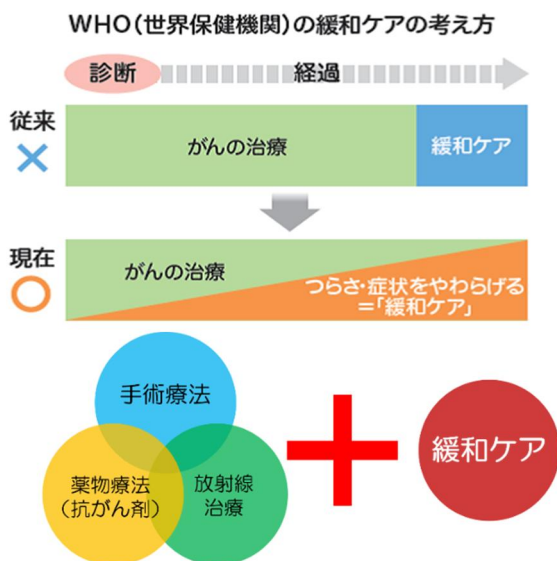 WHO(世界保健機関)の緩和ケアの考え方
診断
経過
従来
がんの治療
緩和ケア
現在
がんの治療
つらさ・症状をやわらげる
=「緩和ケア」
手術療法
薬物療法
(抗がん剤)
放射線
治療
緩和ケア